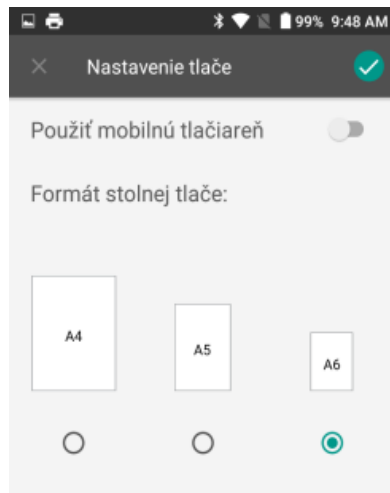 99% 9:48 AM
Nastavenie tlače
Použiť mobilnú tlačiareň
Formát stolnej tlače:
A4
A5
A6